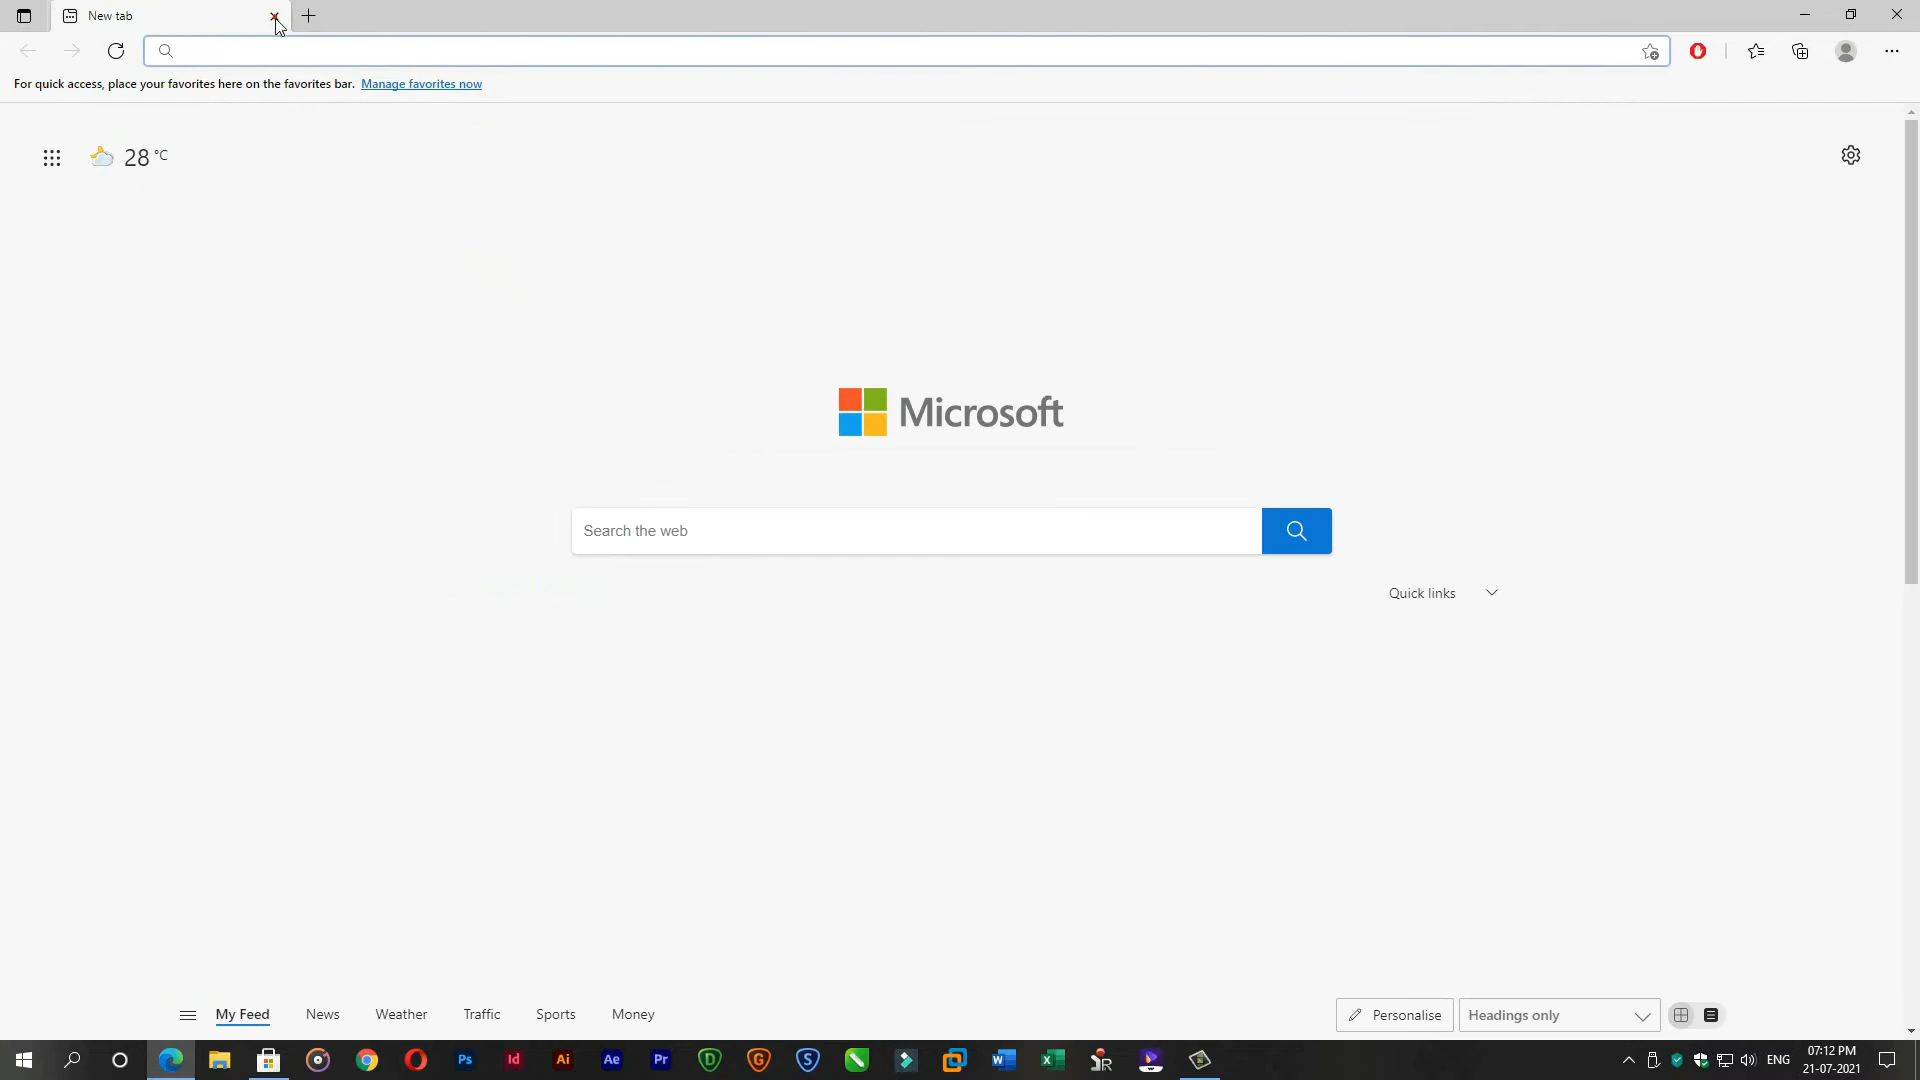 New tab
For quick access, place your favorites here on the favorites bar. Manage favorites now
28 °C
Microsoft
Search the web
Quick links
My Feed News Weather Traffic Sports Money Personalise Headings only
Ps Id Ai Ae Pr D G S W X R ENG 07:12 PM
21-07-2021